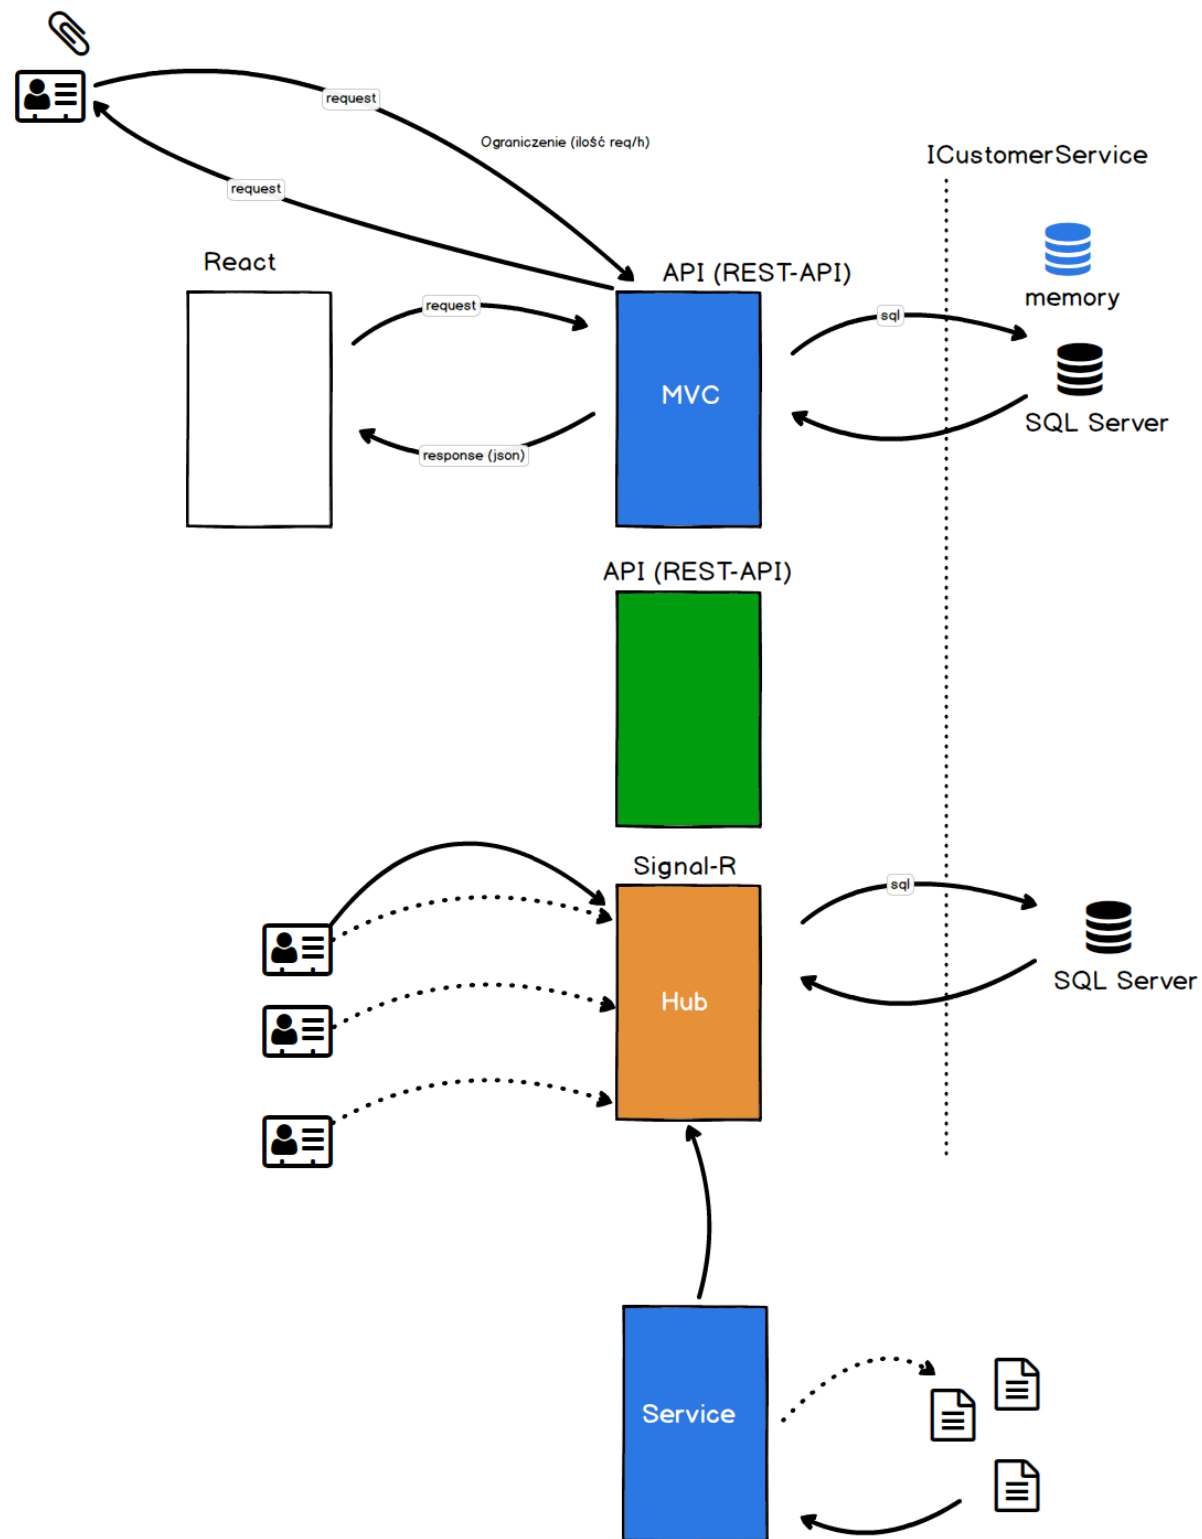 request
Ograniczenie (ilość req/h)
ICustomerService
request
React
API (REST-API)
memory
request
sql
MVC
SQL Server
response (json)
API (REST-API)
Signal-R
sql
SQL Server
Hub
Service